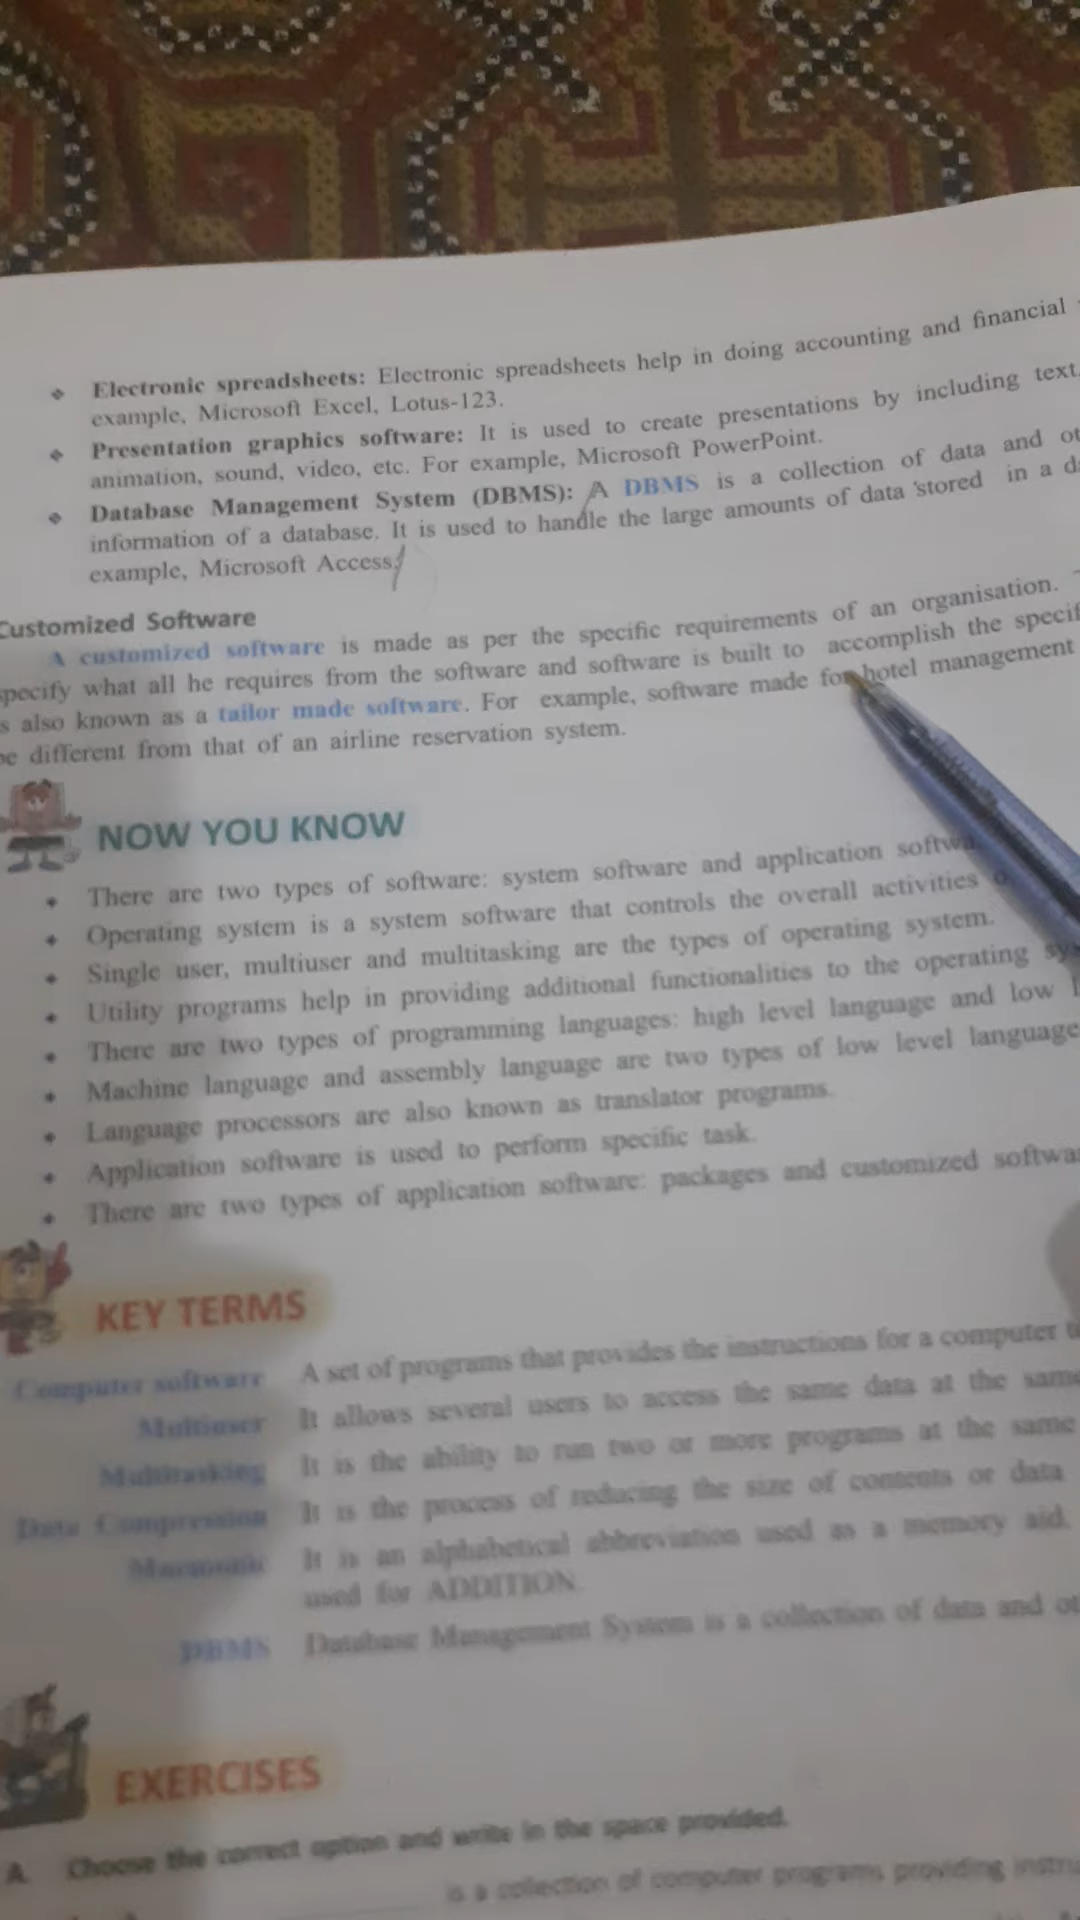 ❖ Electronic spreadsheets: Electronic spreadsheets help in doing accounting and financial
example, Microsoft Excel, Lotus-123.
❖ Presentation graphics software: It is used to create presentations by including text,
animation, sound, video, etc. For example, Microsoft PowerPoint.
❖ Database Management System (DBMS): A DBMS is a collection of data and
information of a database. It is used to handle the large amounts of data stored in a
example, Microsoft Access.
Customized Software
A customized software is made as per the specific requirements of an organisation.
specify what all he requires from the software and software is built to accomplish the
s also known as a tailor made software. For example, software made for hotel management
be different from that of an airline reservation system.
NOW YOU KNOW
There are two types of software: system software and application
Operating system is a system software that controls the overall activities
Single user, multiuser and multitasking are the types of operating system.
Utility programs help in providing additional functionalities to the operating
There are two types of programming languages: high level language and low
Machine language and assembly language are two types of low level language
Language processors are also known as translator programs.
Application software is used to perform specific task.
There are two types of application software: packages and customized
KEY TERMS
Computer software A set of programs that provides the instructions for a computer
Multiuser It allows several users to access the same data at the same
Multitasking It is the ability to run two or more programs at the same
Data Compression It is the process of reducing the size of contents or data
Mnemonic It is an alphabetical abbreviation used as a memory aid.
used for ADDITION.
DBMS Database Management System is a collection of data and
EXERCISES
A. Choose the correct option and write in the space provided.
is a collection of computer programs providing